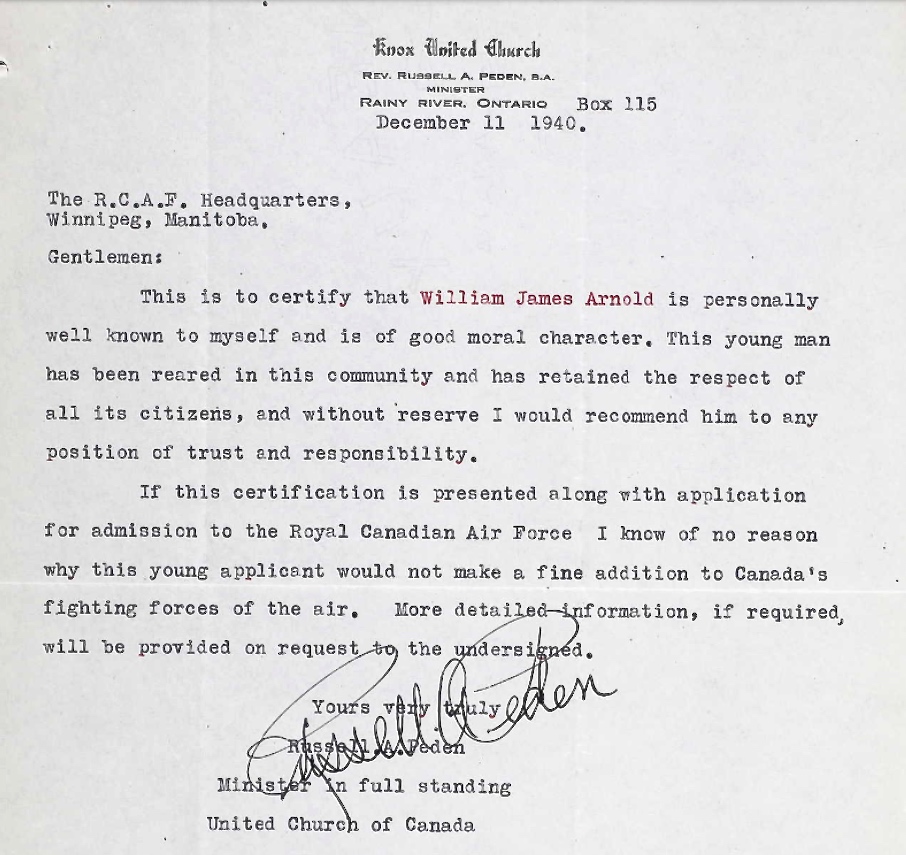 Knox United Church
REV. RUSSELL A. PEDEN, B.A.
MINISTER
RAINY RIVER, ONTARIO Box 115
December 11 1940.
The R.C.A.F. Headquarters,
Winnipeg, Manitoba.
Gentlemen:
This is to certify that William James Arnold is personally
well known to myself and is of good moral character. This young man
has been reared in this community and has retained the respect of
all its citizens, and without reserve I would recommend him to any
position of trust and responsibility.
If this certification is presented along with application
for admission to the Royal Canadian Air Force I know of no reason
why this young applicant would not make a fine addition to Canada's
fighting forces of the air. More detailed information, if required,
will be provided on request to the undersigned.
Yours very truly
Russell A. Peden
Russell A. Peden
Minister in full standing
United Church of Canada